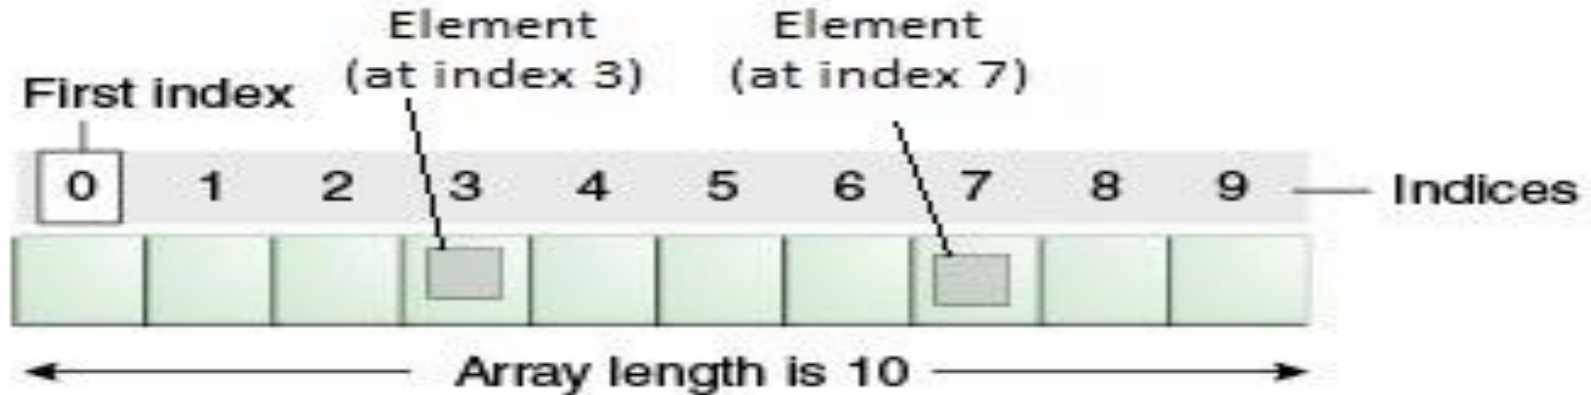 Element
(at index 3)
Element
(at index 7)
First index
0 1 2 3 4 5 6 7 8 9
Indices
Array length is 10